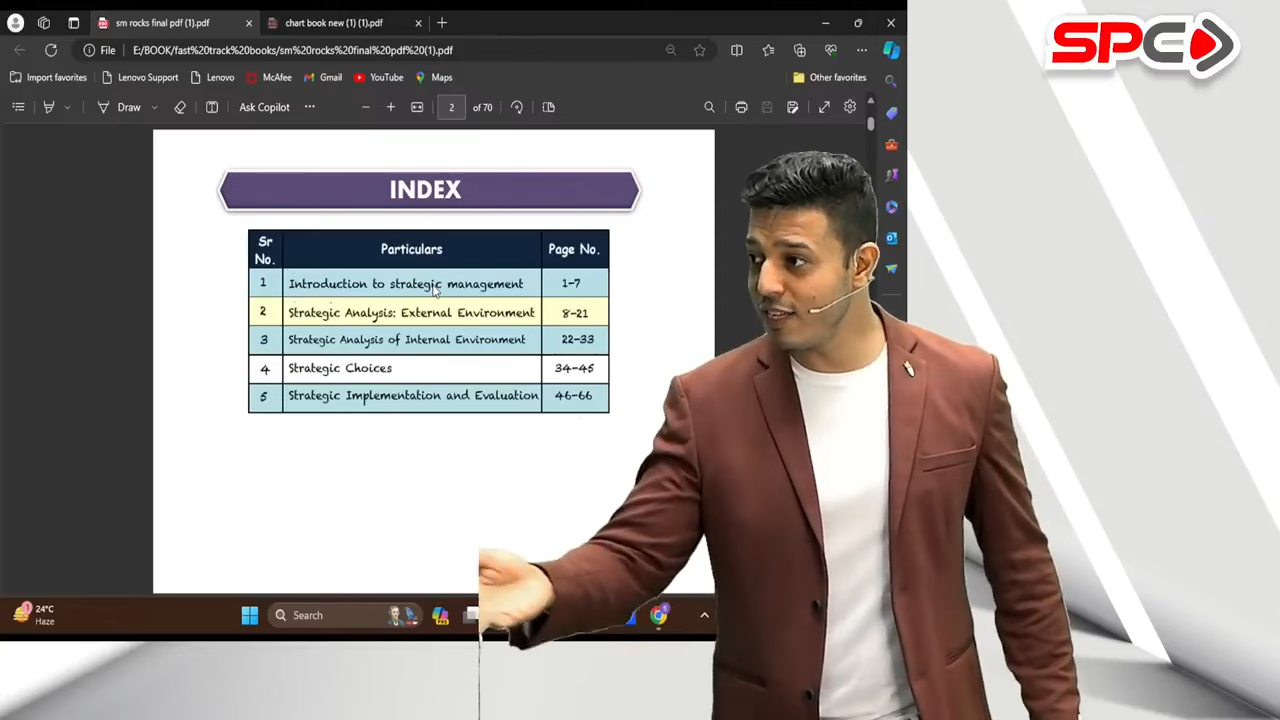 sm rocks final pdf (1).pdf
chart book new (1) (1).pdf
File
E:/BOOK/fast%20track%20books/sm%20rocks%20final%20pdf%20(1).pdf
Import favorites
Lenovo Support
Lenovo
McAfee
Gmail
YouTube
Maps
Other favorites
Draw
Ask Copilot
2
of 70
SPC
INDEX
Sr No.
Particulars
Page No.
1
Introduction to strategic management
1-7
2
Strategic Analysis: External Environment
8-21
3
Strategic Analysis of Internal Environment
22-33
4
Strategic Choices
34-45
5
Strategic Implementation and Evaluation
46-66
1
24°C
Haze
Search